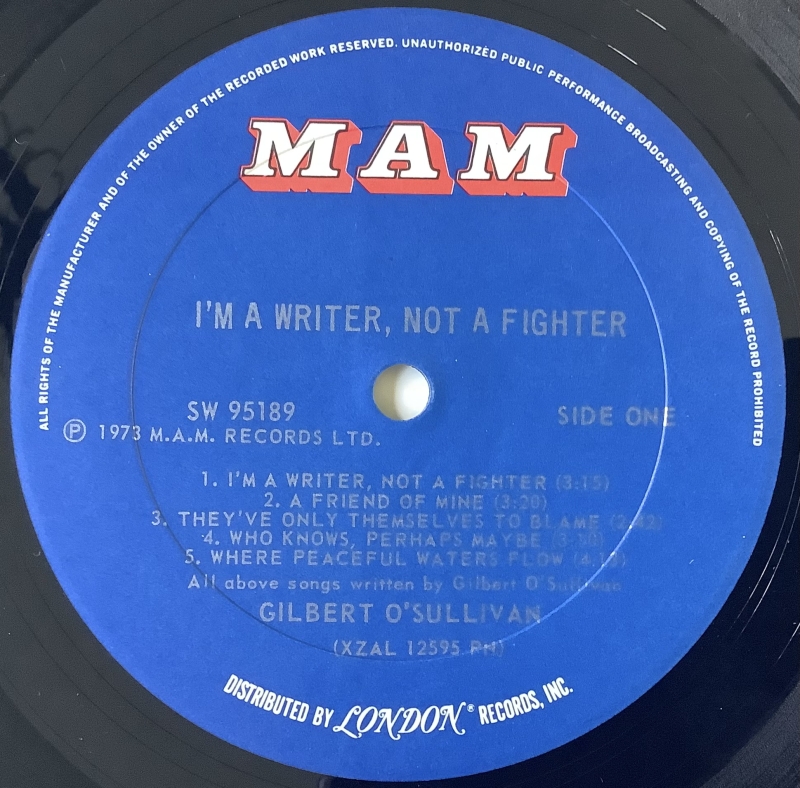 ALL RIGHTS OF THE MANUFACTURER AND OF THE OWNER OF THE RECORDED WORK RESERVED. UNAUTHORIZED PUBLIC PERFORMANCE BROADCASTING AND COPYING OF THE RECORD PROHIBITED
MAM
I'M A WRITER, NOT A FIGHTER
SW 95189 SIDE ONE
Ⓟ 1973 M.A.M. RECORDS LTD.
1. I'M A WRITER, NOT A FIGHTER (3:15)
2. A FRIEND OF MINE (3:20)
3. THEY'VE ONLY THEMSELVES TO BLAME (2:42)
4. WHO KNOWS, PERHAPS MAYBE
5. WHERE PEACEFUL WATERS FLOW
All above songs written by Gilbert O'Sullivan
GILBERT O'SULLIVAN
(XZAL 12595 PH)
DISTRIBUTED BY LONDON® RECORDS, INC.